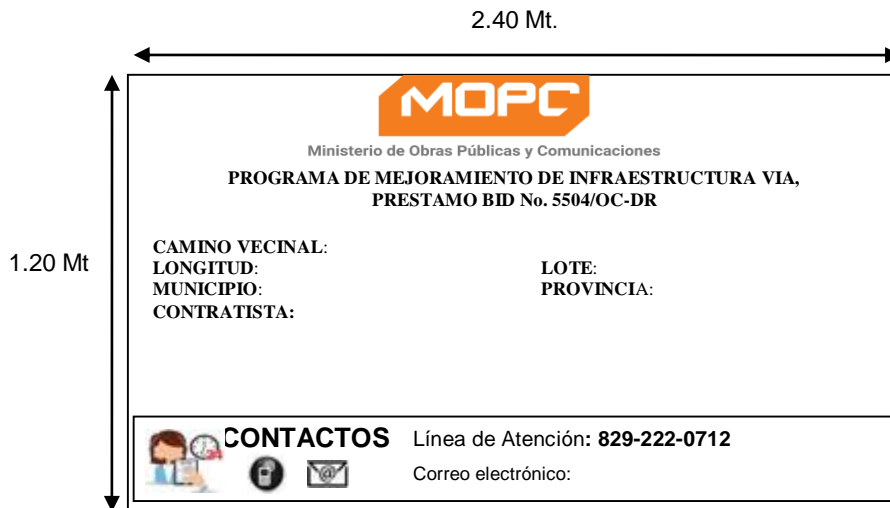 2.40 Mt.
MOPC
Ministerio de Obras Públicas y Comunicaciones
PROGRAMA DE MEJORAMIENTO DE INFRAESTRUCTURA VIA,
PRESTAMO BID No. 5504/OC-DR
1.20 Mt
CAMINO VECINAL:
LONGITUD: LOTE:
MUNICIPIO: PROVINCIA:
CONTRATISTA:
24
CONTACTOS Línea de Atención: 829-222-0712
@ Correo electrónico: